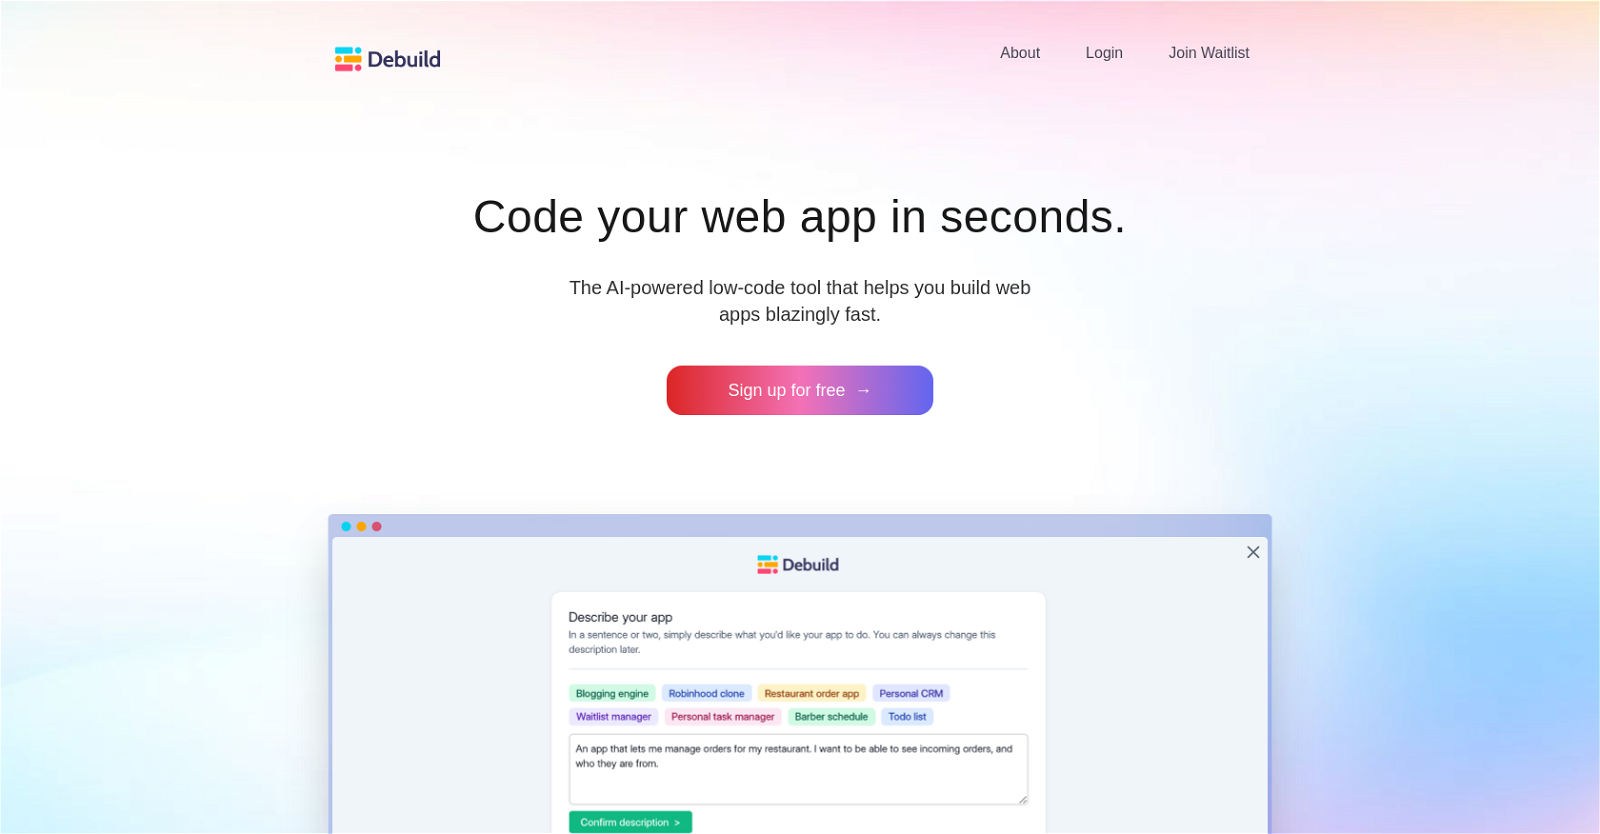 Debuild
About Login Join Waitlist
Code your web app in seconds.
The AI-powered low-code tool that helps you build web
apps blazingly fast.
Sign up for free →
Debuild
Describe your app
In a sentence or two, simply describe what you'd like your app to do. You can always change this
description later.
Blogging engine Robinhood clone Restaurant order app Personal CRM
Waitlist manager Personal task manager Barber schedule Todo list
An app that lets me manage orders for my restaurant. I want to be able to see incoming orders, and
who they are from.
Confirm description >